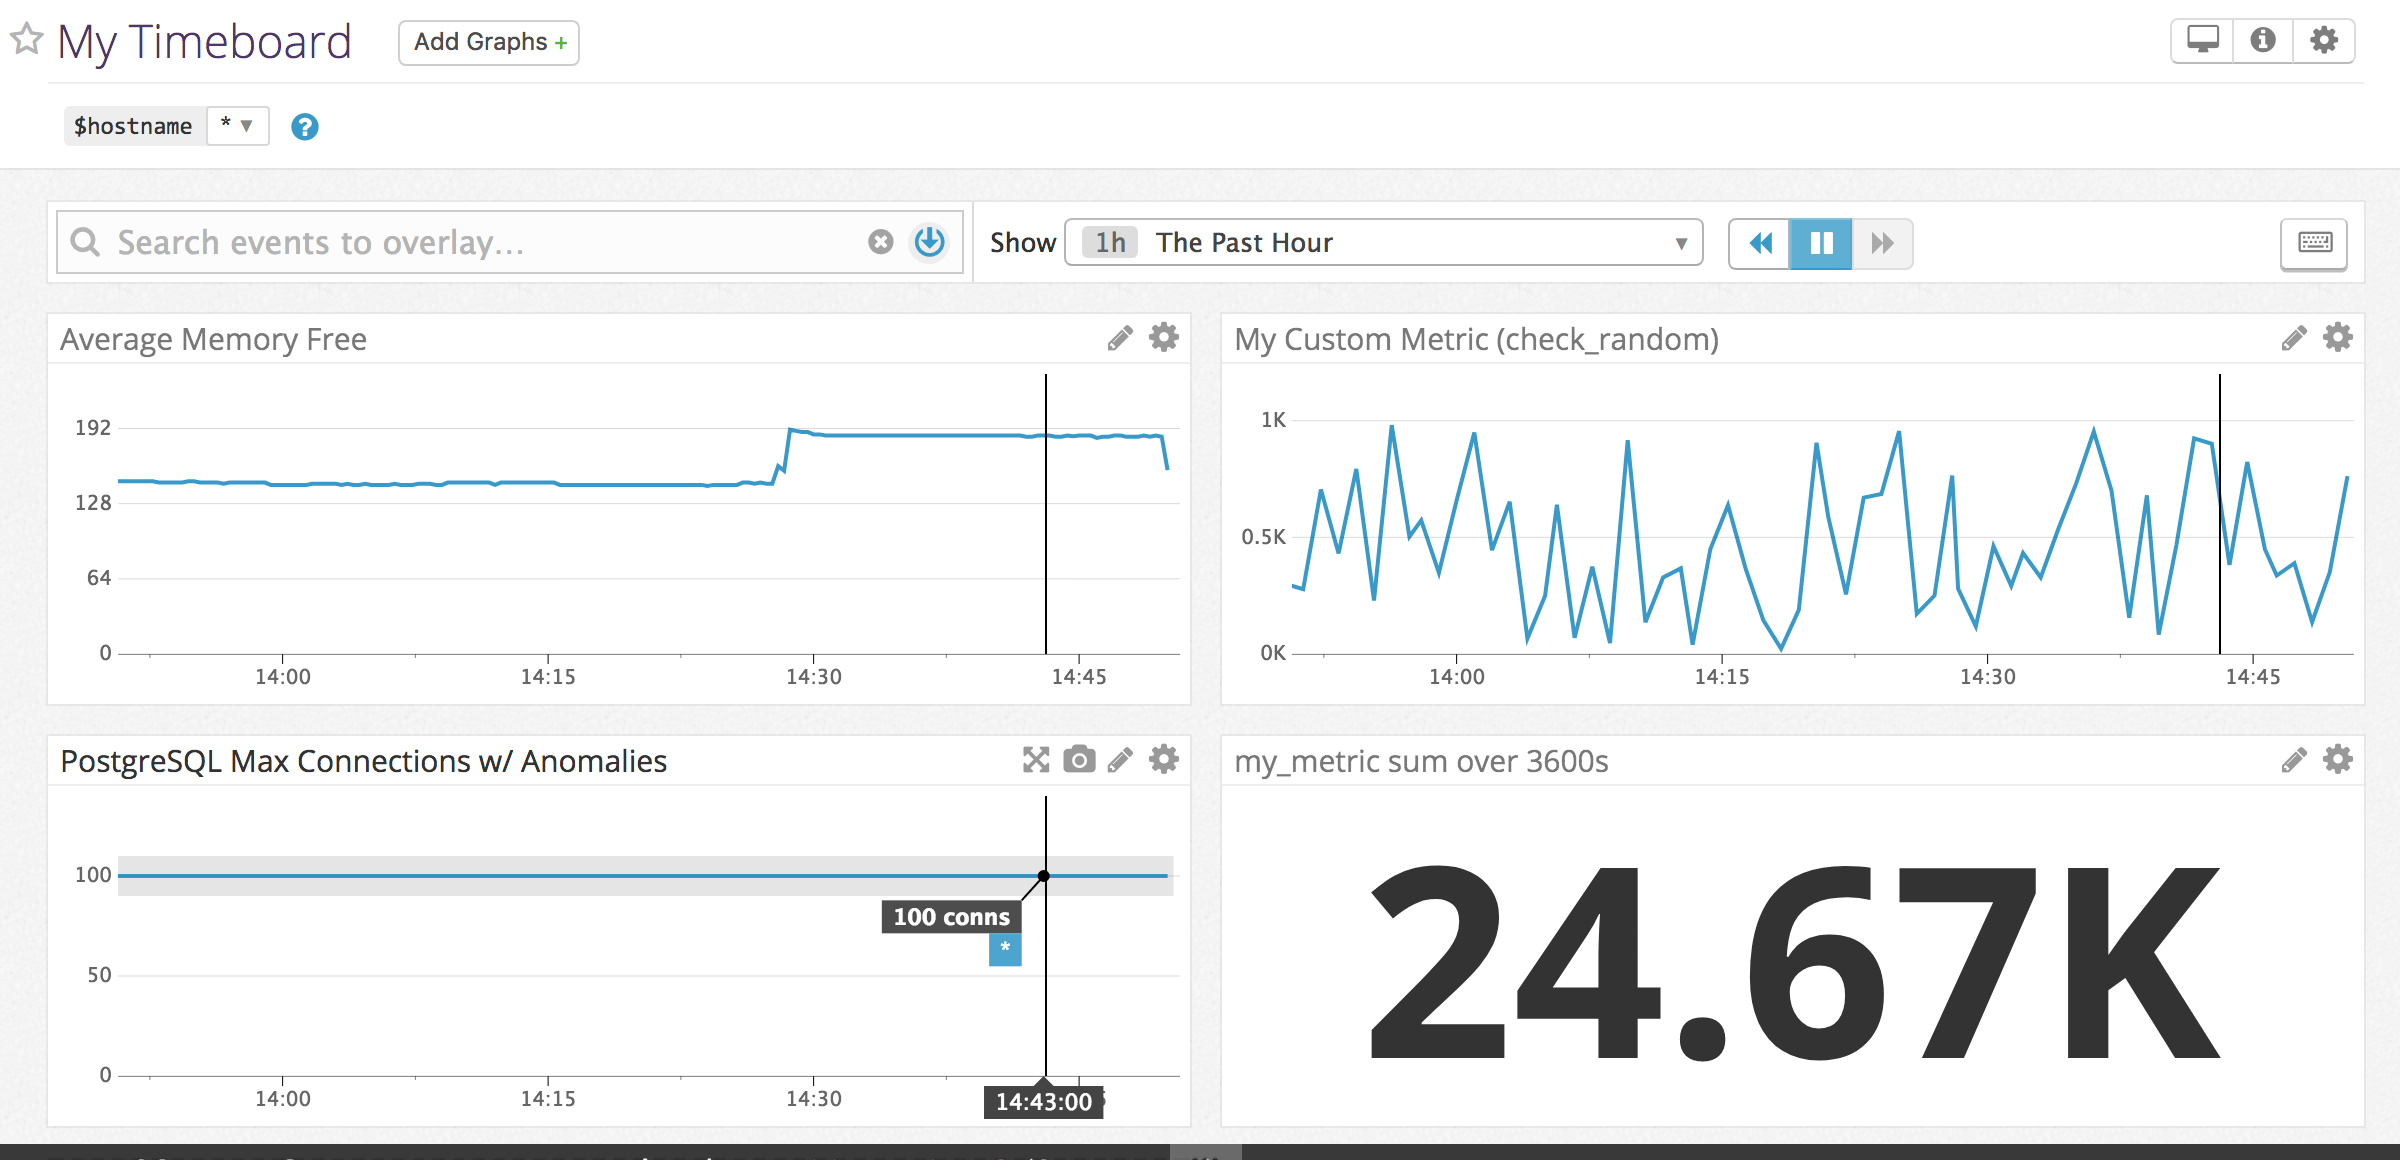 My Timeboard
Add Graphs +
$hostname * ▼
?
Search events to overlay...
Show 1h The Past Hour ▼
Average Memory Free
192
128
64
0
14:00 14:15 14:30 14:45
My Custom Metric (check_random)
1K
0.5K
0K
14:00 14:15 14:30 14:45
PostgreSQL Max Connections w/ Anomalies
100
50
0
100 conns
*
14:00 14:15 14:30
14:43:00
my_metric sum over 3600s
24.67K